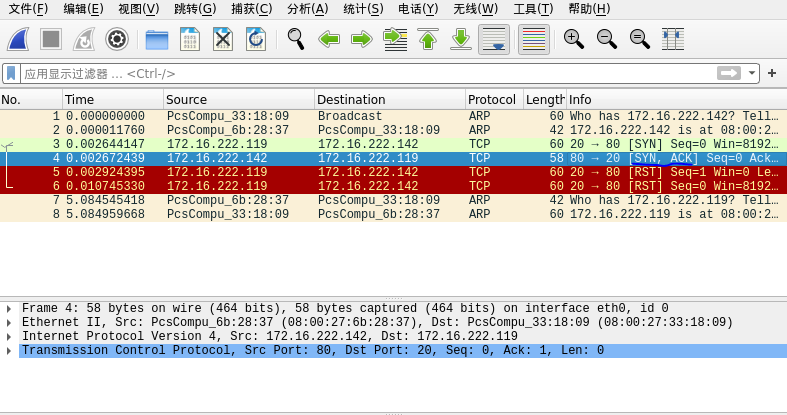 文件(F) 编辑(E) 视图(V) 跳转(G) 捕获(C) 分析(A) 统计(S) 电话(Y) 无线(W) 工具(T) 帮助(H)
应用显示过滤器 … <Ctrl-/>
No. Time Source Destination Protocol Length Info
1 0.000000000 PcsCompu_33:18:09 Broadcast ARP 60 Who has 172.16.222.142? Tell…
2 0.000011760 PcsCompu_6b:28:37 PcsCompu_33:18:09 ARP 42 172.16.222.142 is at 08:00:2…
3 0.002644147 172.16.222.119 172.16.222.142 TCP 60 20 → 80 [SYN] Seq=0 Win=8192…
4 0.002672439 172.16.222.142 172.16.222.119 TCP 58 80 → 20 [SYN, ACK] Seq=0 Ack…
5 0.002924395 172.16.222.119 172.16.222.142 TCP 60 20 → 80 [RST] Seq=1 Win=0 Le…
6 0.010745330 172.16.222.119 172.16.222.142 TCP 60 20 → 80 [RST] Seq=0 Win=8192…
7 5.084545418 PcsCompu_6b:28:37 PcsCompu_33:18:09 ARP 42 Who has 172.16.222.119? Tell…
8 5.084959668 PcsCompu_33:18:09 PcsCompu_6b:28:37 ARP 60 172.16.222.119 is at 08:00:2…
Frame 4: 58 bytes on wire (464 bits), 58 bytes captured (464 bits) on interface eth0, id 0
Ethernet II, Src: PcsCompu_6b:28:37 (08:00:27:6b:28:37), Dst: PcsCompu_33:18:09 (08:00:27:33:18:09)
Internet Protocol Version 4, Src: 172.16.222.142, Dst: 172.16.222.119
Transmission Control Protocol, Src Port: 80, Dst Port: 20, Seq: 0, Ack: 1, Len: 0